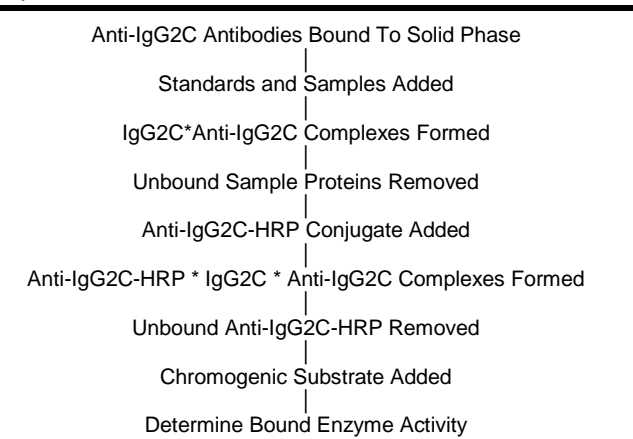 Anti-IgG2C Antibodies Bound To Solid Phase
Standards and Samples Added
IgG2C*Anti-IgG2C Complexes Formed
Unbound Sample Proteins Removed
Anti-IgG2C-HRP Conjugate Added
Anti-IgG2C-HRP * IgG2C * Anti-IgG2C Complexes Formed
Unbound Anti-IgG2C-HRP Removed
Chromogenic Substrate Added
Determine Bound Enzyme Activity